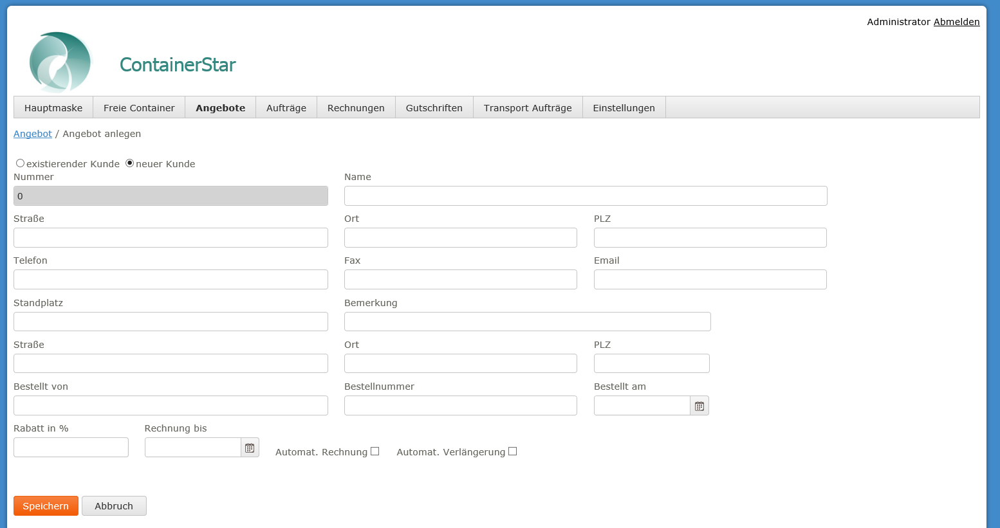 Administrator Abmelden
ContainerStar
Hauptmaske Freie Container Angebote Aufträge Rechnungen Gutschriften Transport Aufträge Einstellungen
Angebot / Angebot anlegen
existierender Kunde neuer Kunde
Nummer Name
0
Straße Ort PLZ
Telefon Fax Email
Standplatz Bemerkung
Straße Ort PLZ
Bestellt von Bestellnummer Bestellt am
Rabatt in % Rechnung bis
Automat. Rechnung Automat. Verlängerung
Speichern Abbruch